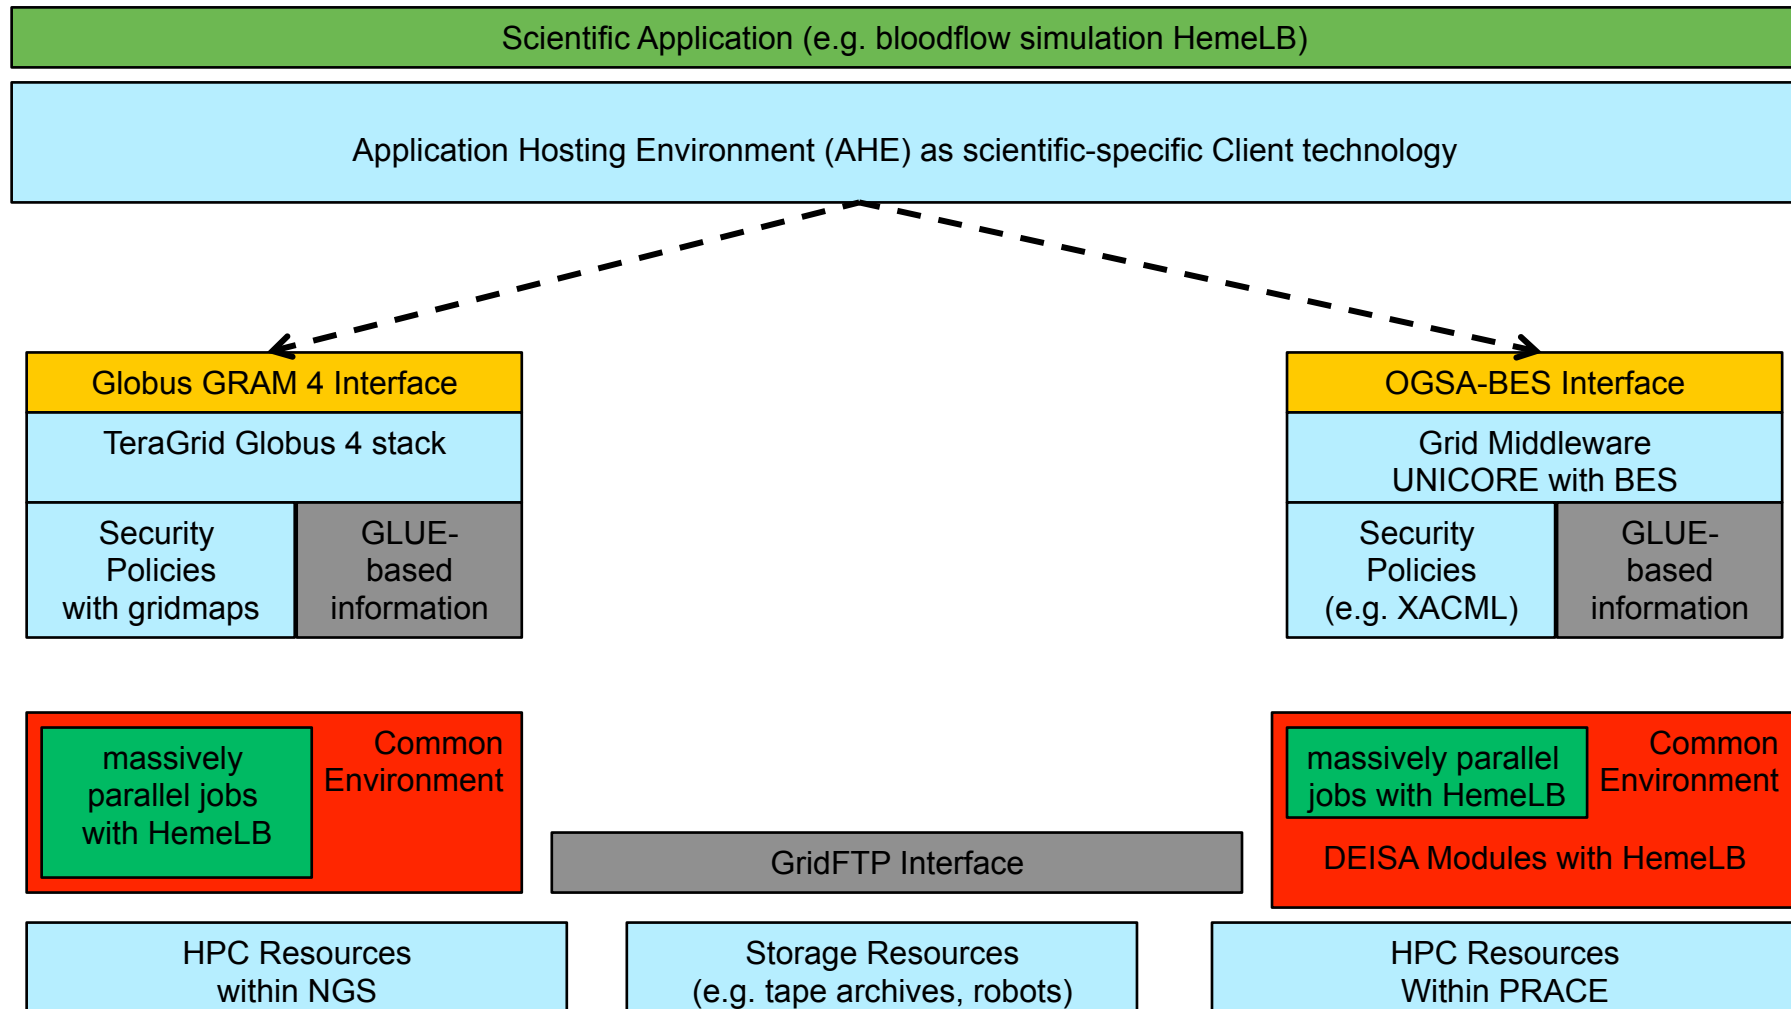 Scientific Application (e.g. bloodflow simulation HemeLB)
Application Hosting Environment (AHE) as scientific-specific Client technology
Globus GRAM 4 Interface
TeraGrid Globus 4 stack
Security
Policies
with gridmaps
GLUE-
based
information
OGSA-BES Interface
Grid Middleware
UNICORE with BES
Security
Policies
(e.g. XACML)
GLUE-
based
information
massively
parallel jobs
with HemeLB
Common
Environment
GridFTP Interface
massively parallel
jobs with HemeLB
Common
Environment
DEISA Modules with HemeLB
HPC Resources
within NGS
Storage Resources
(e.g. tape archives, robots)
HPC Resources
Within PRACE